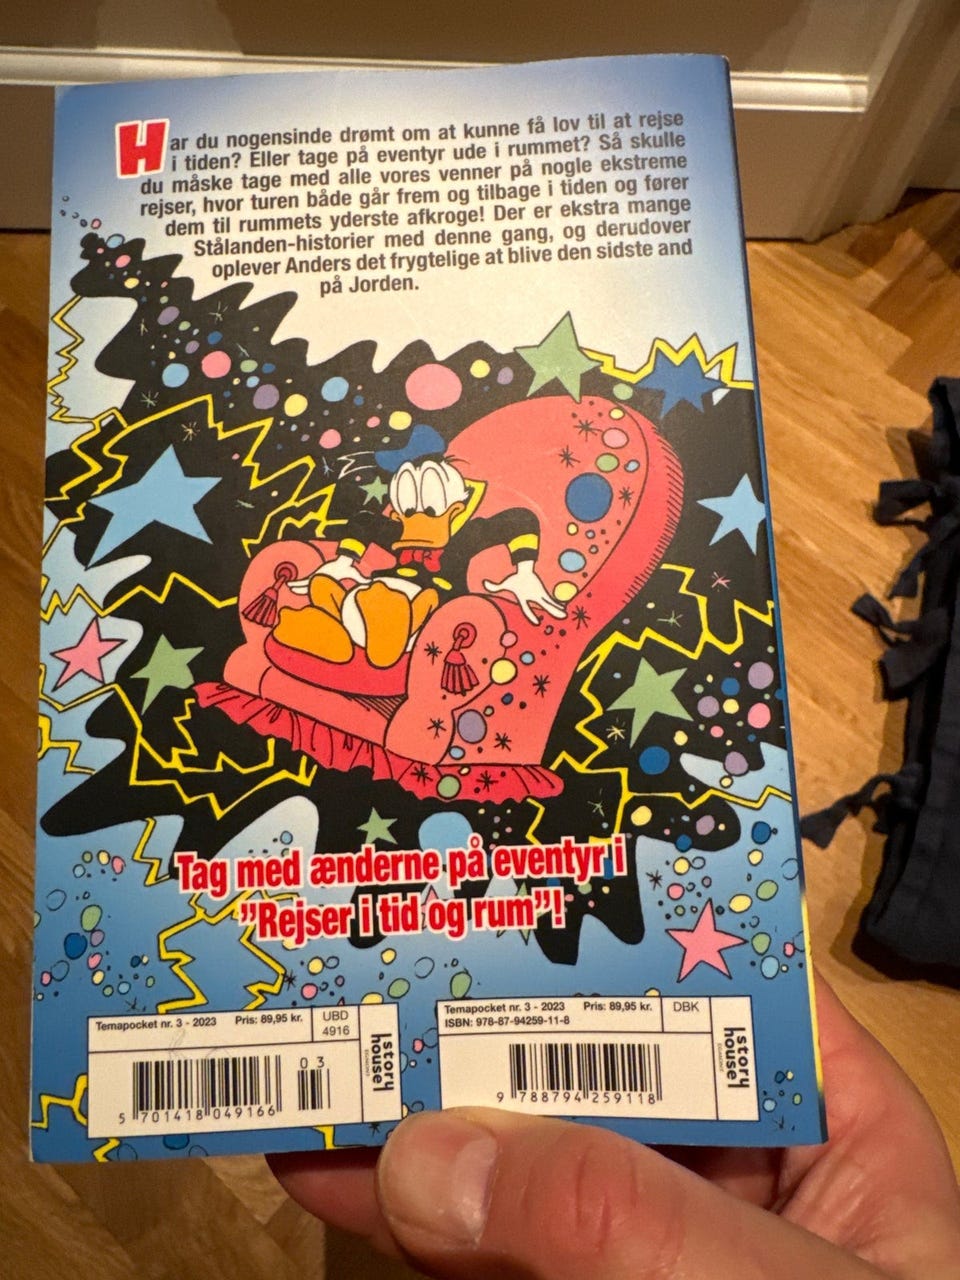 Har du nogensinde drømt om at kunne få lov til at rejse
i tiden? Eller tage på eventyr ude i rummet? Så skulle
du måske tage med alle vores venner på nogle ekstreme
rejser, hvor turen både går frem og tilbage i tiden og fører
dem til rummets yderste afkroge! Der er ekstra mange
Stålanden-historier med denne gang, og derudover
oplever Anders det frygtelige at blive den sidste and
på Jorden.
Tag med ænderne på eventyr i
"Rejser i tid og rum"!
Temapocket nr. 3 - 2023 Pris: 89,95 kr.
UBD
4916
03
5 701418 049166
story
house
EGMONT
Temapocket nr. 3 - 2023 Pris: 89,95 kr.
ISBN: 978-87-94259-11-8
DBK
9 788794 259118
story
house
EGMONT